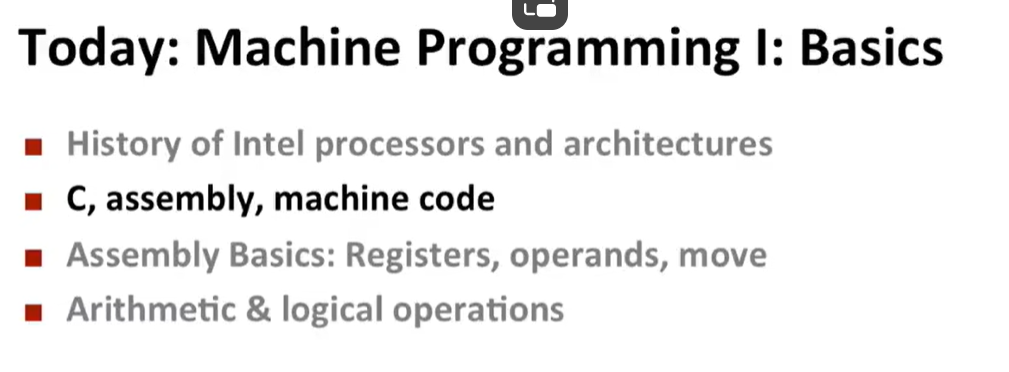 Today: Machine Programming I: Basics
History of Intel processors and architectures
C, assembly, machine code
Assembly Basics: Registers, operands, move
Arithmetic & logical operations